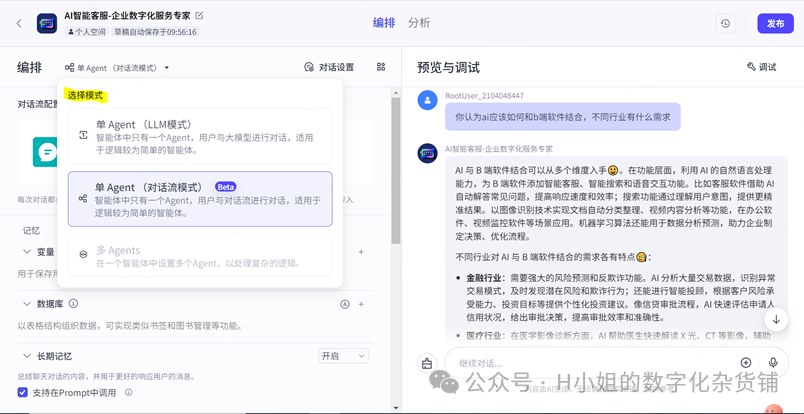 AI智能客服-企业数字化服务专家
个人空间 草稿自动保存于09:56:16
编排 分析
发布
编排 单 Agent（对话流模式） 对话设置
预览与调试 调试
选择模式
对话流配置
单 Agent （LLM模式）
智能体中只有一个Agent，用户与大模型进行对话，适用
于逻辑较为简单的智能体。
单 Agent （对话流模式） Beta
智能体中只有一个Agent，用户与对话流进行对话，适用于
逻辑较为简单的智能体。
多 Agents
在一个智能体中设置多个Agent，以处理复杂的逻辑。
每次对话都
入
记忆
变量
用于保存用
数据库
以表格结构组织数据，可实现类似书签和图书管理等功能。
长期记忆 开启
总结聊天对话的内容，并用于更好的响应用户的消息。
支持在Prompt中调用
RootUser_2104048447
你认为ai应该如何和b端软件结合，不同行业有什么需求
AI智能客服-企业数字化服务专家
AI 与 B 端软件结合可以从多个维度入手。在功能层面，利用 AI 的自然语言处理
能力，为 B 端软件添加智能客服、智能搜索和语音交互功能。比如客服软件借助 AI
自动解答常见问题，提高响应速度和效率；搜索功能通过理解用户意图，提供更精
准结果。以图像识别技术实现文档自动分类整理、视频内容分析等功能，在办公软
件、视频监控软件等场景应用。机器学习算法还能用于数据分析预测，助力企业制
定决策、优化流程。
不同行业对 AI 与 B 端软件结合的需求各有特点：
金融行业：需要强大的风险预测和反欺诈功能。AI 分析大量交易数据，识别异常
交易模式，及时发现潜在风险和欺诈行为；还能进行智能投顾，根据客户风险承
受能力、投资目标等提供个性化投资建议。像信贷审批流程，AI 快速评估申请人
信用状况，给出审批决策，提高审批效率和准确性。
医疗行业：在医学影像诊断方面，AI 帮助医生快速解读 X 光、CT 等影像，辅助
继续对话...
公众号 · H小姐的数字化杂货铺